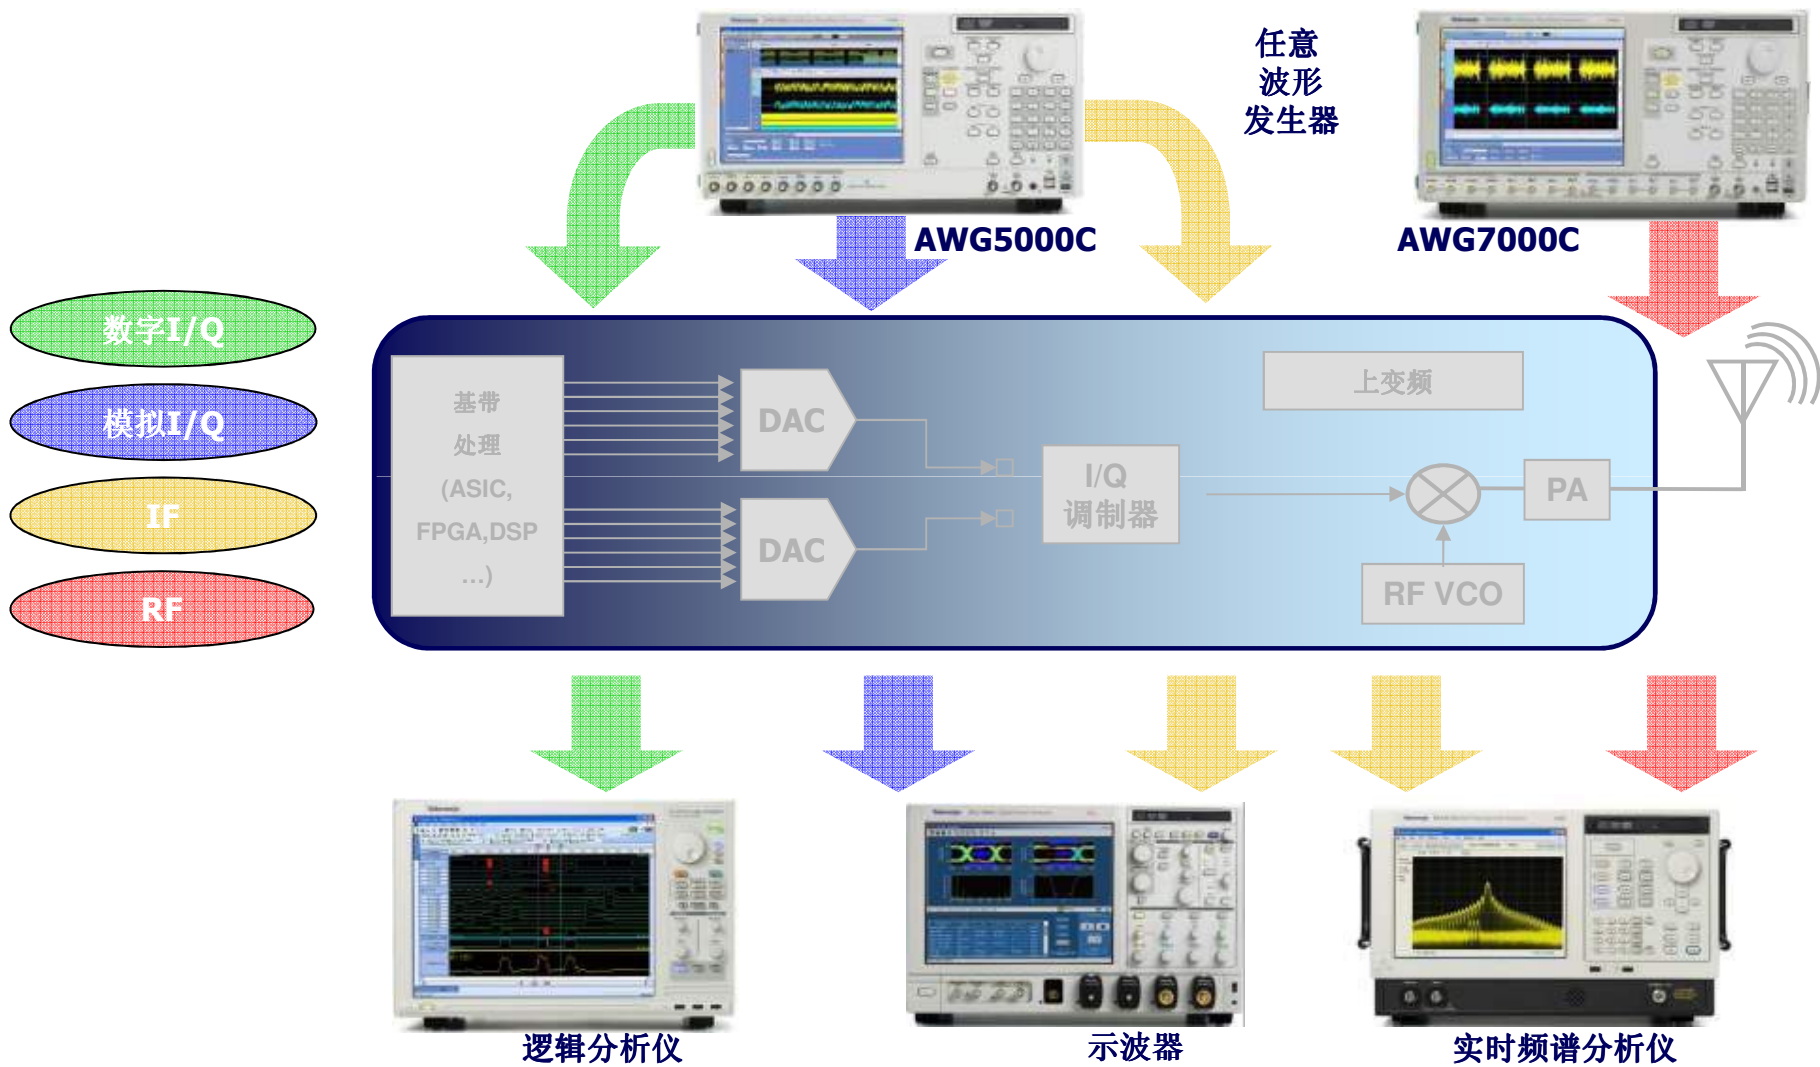 任意
波形
发生器
AWG5000C
AWG7000C
数字I/Q
模拟I/Q
IF
RF
基带
处理
(ASIC,
FPGA,DSP
...)
DAC
DAC
I/Q
调制器
上变频
PA
RF VCO
逻辑分析仪
示波器
实时频谱分析仪